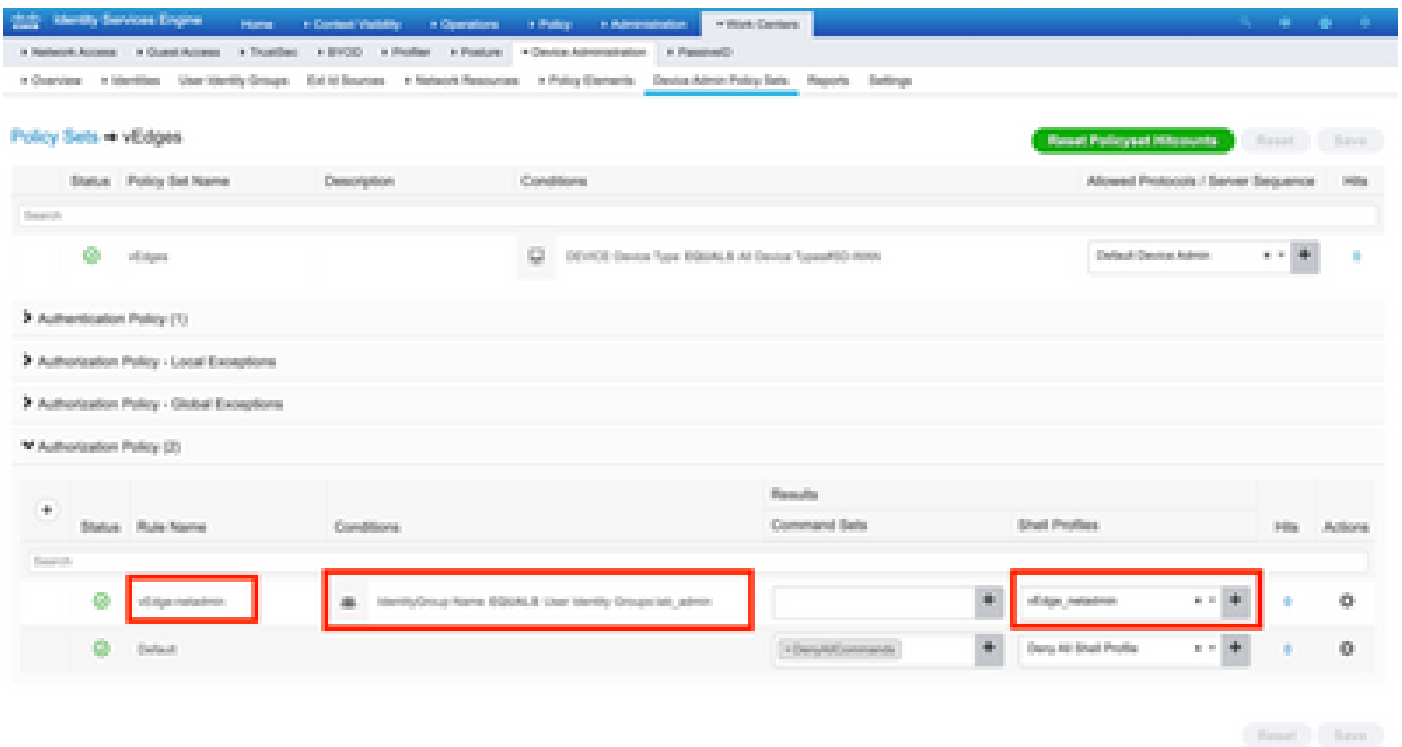 Identity Services Engine Home Context Visibility Operations Policy Administration Work Centers
Network Access Guest Access TrustSec BYOD Profiler Posture Device Administration PassiveID
Overview Identities User Identity Groups Ext Id Sources Network Resources Policy Elements Device Admin Policy Sets Reports Settings
Policy Sets → vEdges
Reset Policyset Hitcounts Reset Save
Status Policy Set Name Description Conditions Allowed Protocols / Server Sequence Hits
Search
vEdges DEVICE Device Type EQUALS All Device Types#SD-WAN Default Device Admin × + 0
Authentication Policy (1)
Authorization Policy - Local Exceptions
Authorization Policy - Global Exceptions
Authorization Policy (2)
Results
+ Status Rule Name Conditions Command Sets Shell Profiles Hits Actions
Search
vEdge-netadmin IdentityGroup Name EQUALS User Identity Groups:lab_admin + vEdge_netadmin × + 0
Default ×DenyAllCommands + Deny All Shell Profile × + 0
Reset Save